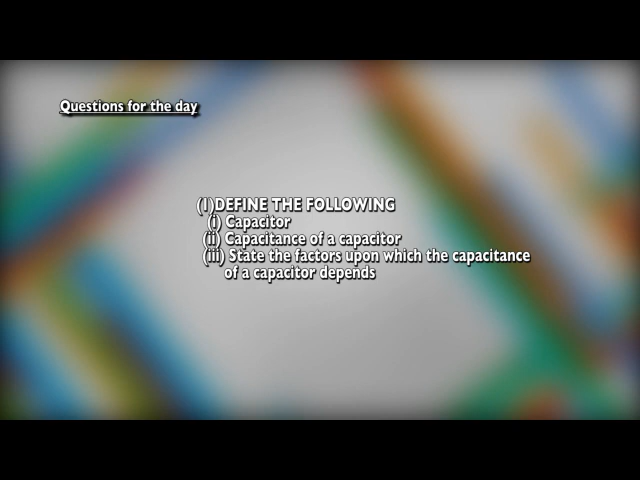 Questions for the day
(1)DEFINE THE FOLLOWING
(i) Capacitor
(ii) Capacitance of a capacitor
(iii) State the factors upon which the capacitance
of a capacitor depends